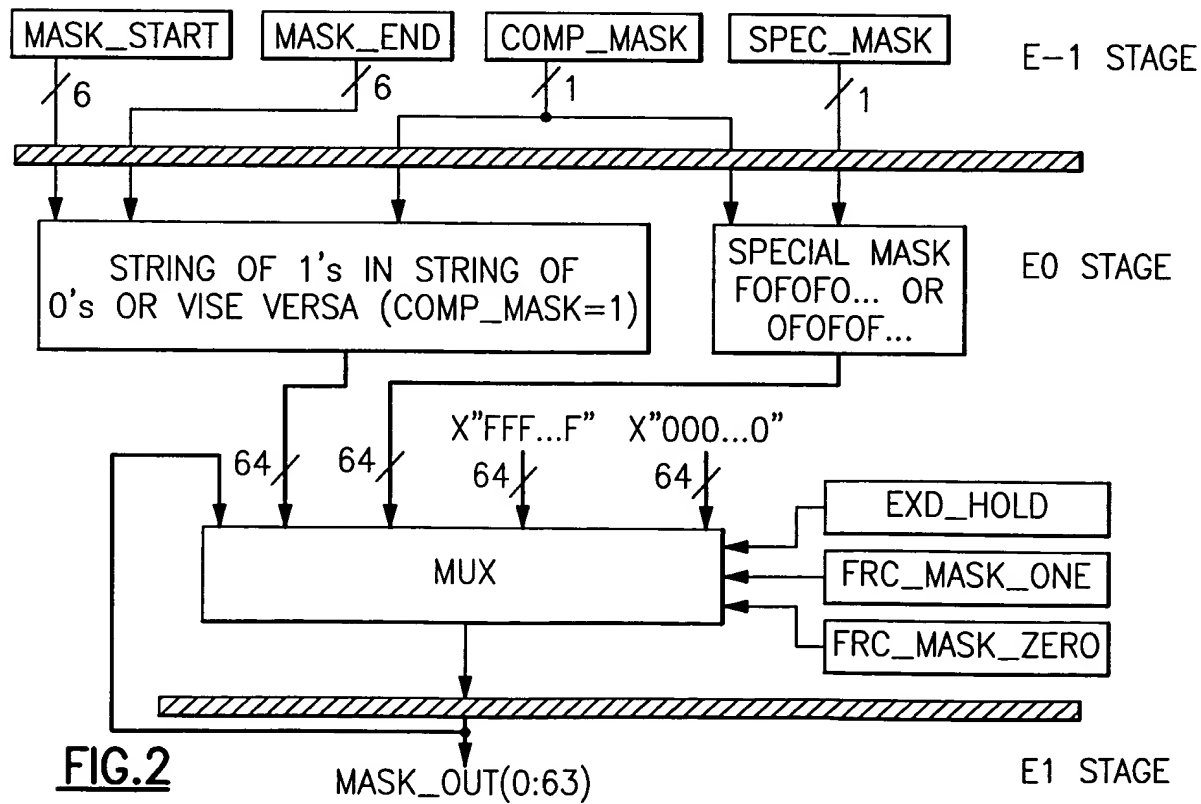 MASK_START
MASK_END
COMP_MASK
SPEC_MASK
E-1 STAGE
6
6
1
1
STRING OF 1's IN STRING OF
0's OR VISE VERSA (COMP_MASK=1)
SPECIAL MASK
F0F0F0... OR
0F0F0F...
E0 STAGE
X"FFF...F"
X"000...0"
64
64
64
64
MUX
EXD_HOLD
FRC_MASK_ONE
FRC_MASK_ZERO
FIG.2
MASK_OUT(0:63)
E1 STAGE